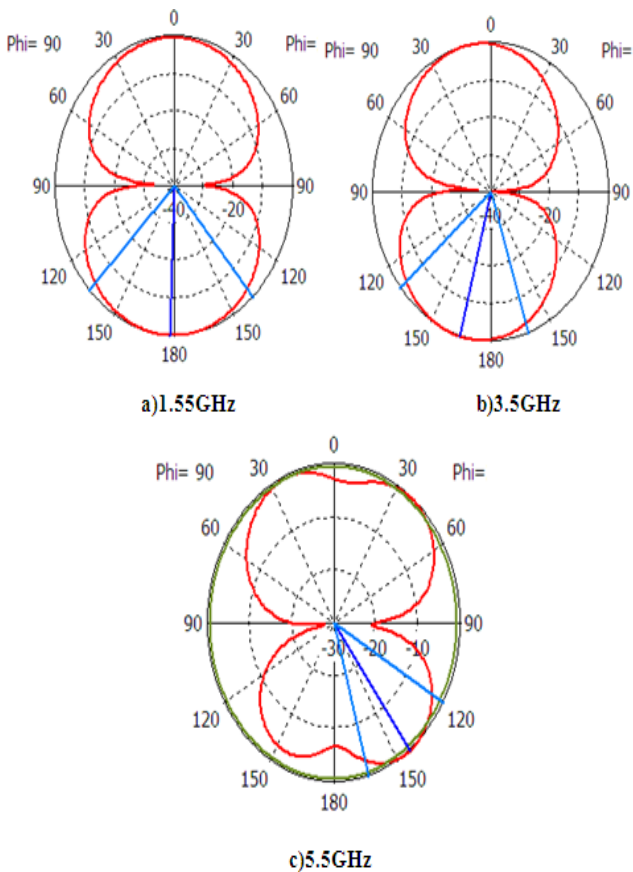 0 0
Phi= 90 30 30 Phi= Phi= 90 30 30 Phi=
60 60 60 60
90 -40 -20 90 90 40 20 90
120 120 120 120
150 150 150 150
180 180
a)1.55GHz b)3.5GHz
0
Phi= 90 30 30 Phi=
60 60
90 -30 -20 -10 90
120 120
150 150
180
c)5.5GHz